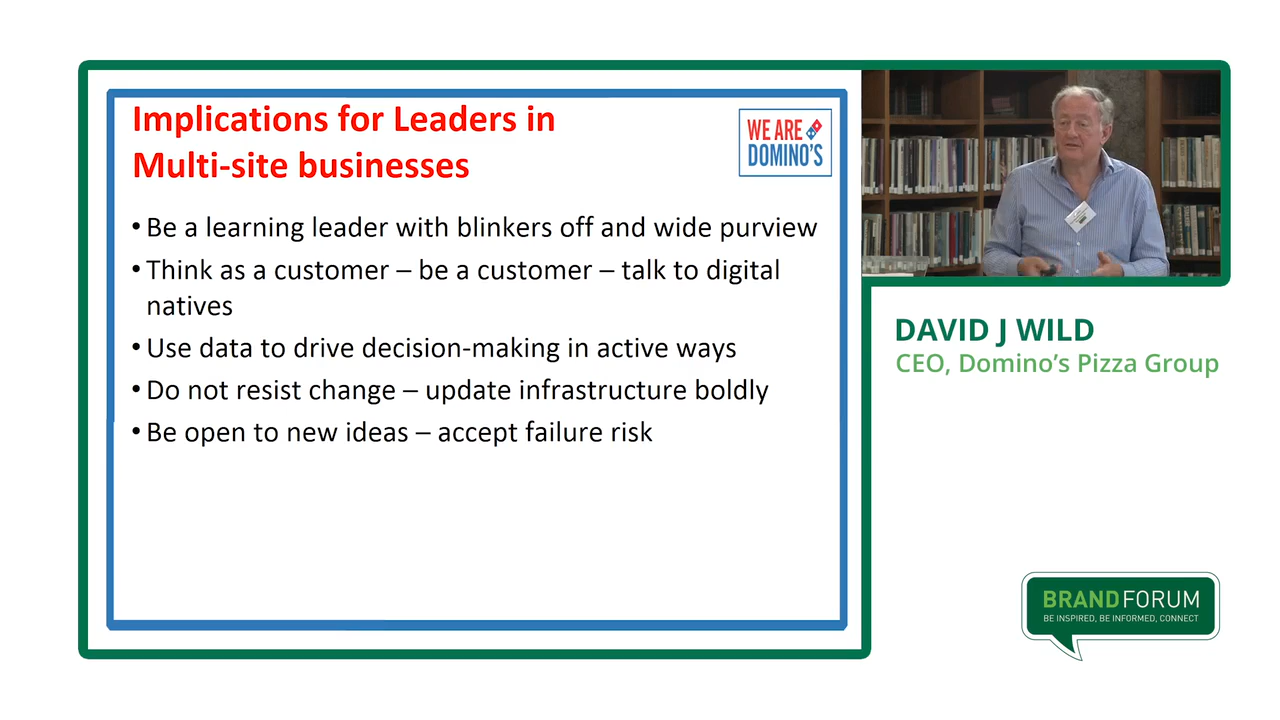 Implications for Leaders in
Multi-site businesses
WE ARE
DOMINO'S
• Be a learning leader with blinkers off and wide purview
• Think as a customer – be a customer – talk to digital
natives
• Use data to drive decision-making in active ways
• Do not resist change – update infrastructure boldly
• Be open to new ideas – accept failure risk
DAVID J WILD
CEO, Domino’s Pizza Group
BRANDFORUM
BE INSPIRED, BE INFORMED, CONNECT